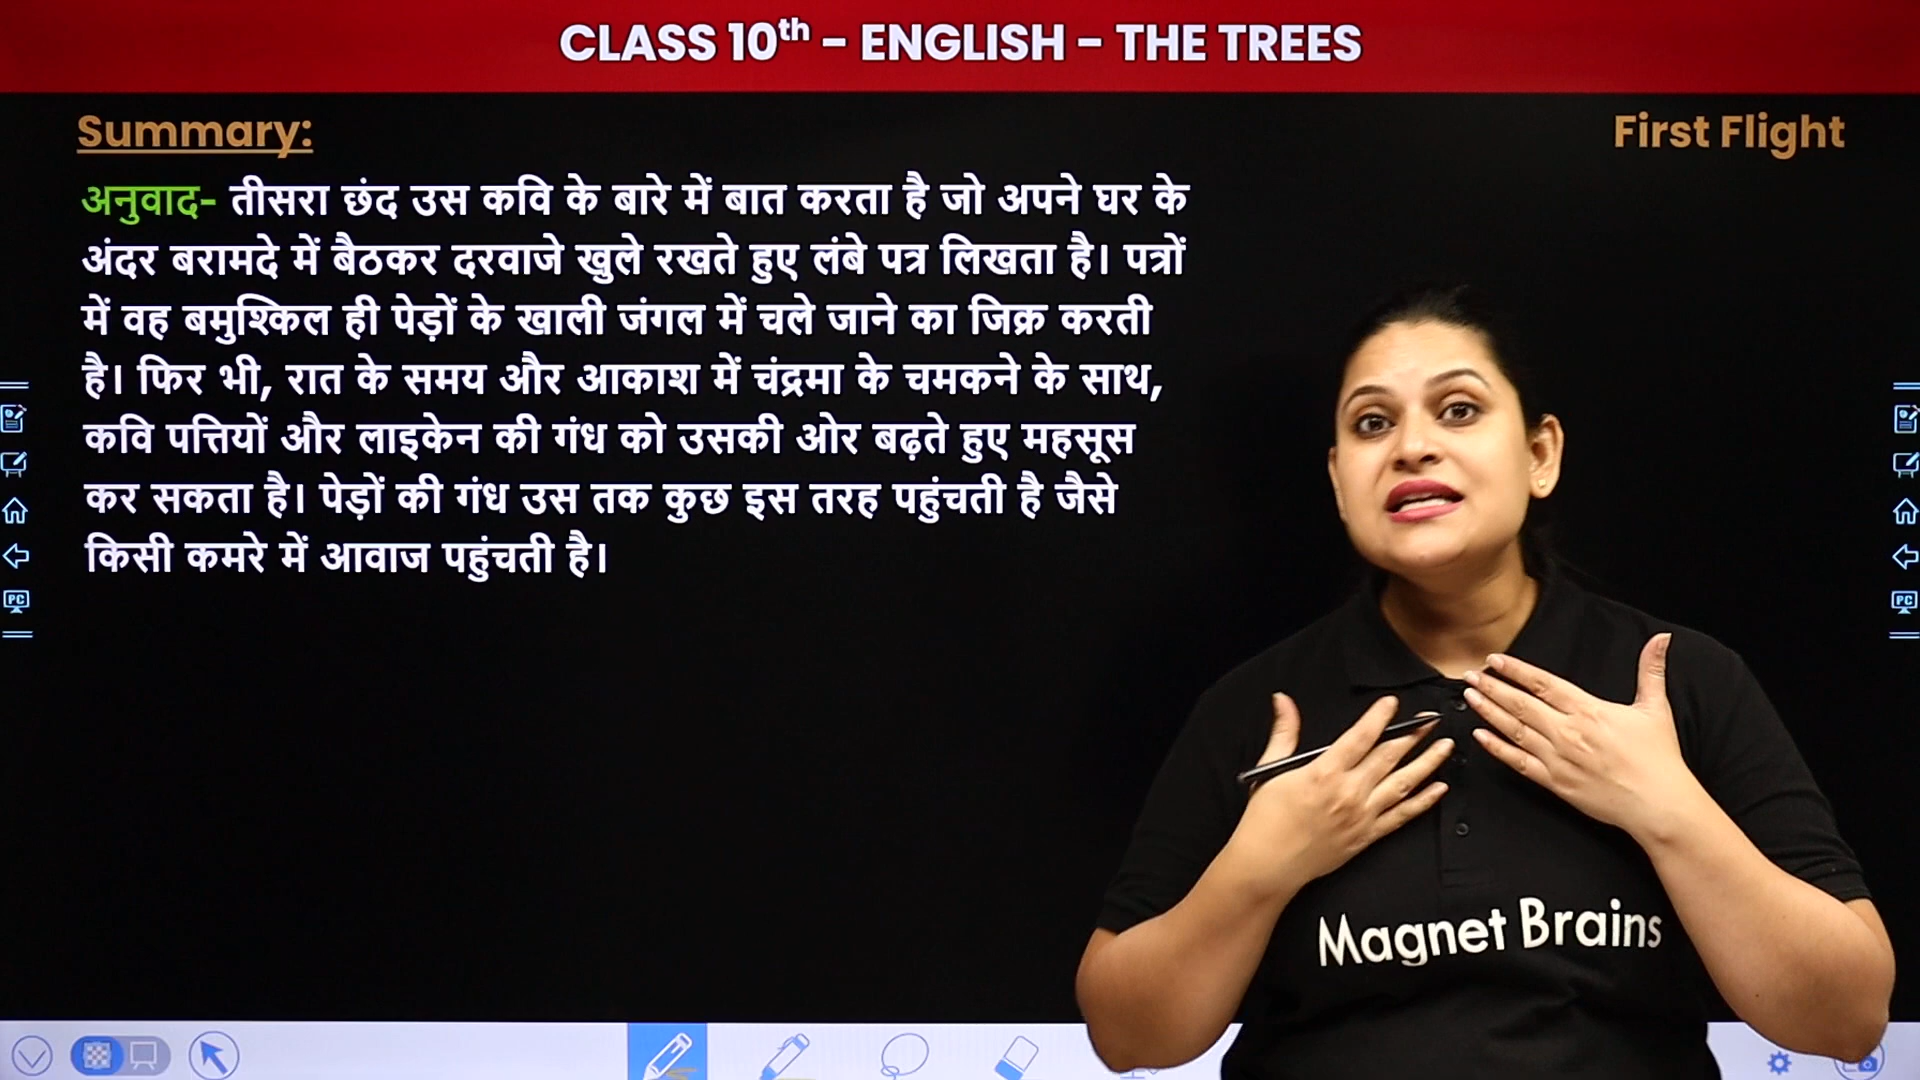 CLASS 10th - ENGLISH - THE TREES
Summary:
First Flight
अनुवाद- तीसरा छंद उस कवि के बारे में बात करता है जो अपने घर के
अंदर बरामदे में बैठकर दरवाजे खुले रखते हुए लंबे पत्र लिखता है। पत्रों
में वह बमुश्किल ही पेड़ों के खाली जंगल में चले जाने का जिक्र करती
है। फिर भी, रात के समय और आकाश में चंद्रमा के चमकने के साथ,
कवि पत्तियों और लाइकेन की गंध को उसकी ओर बढ़ते हुए महसूस
कर सकता है। पेड़ों की गंध उस तक कुछ इस तरह पहुंचती है जैसे
किसी कमरे में आवाज पहुंचती है।
PC
PC
Magnet Brains